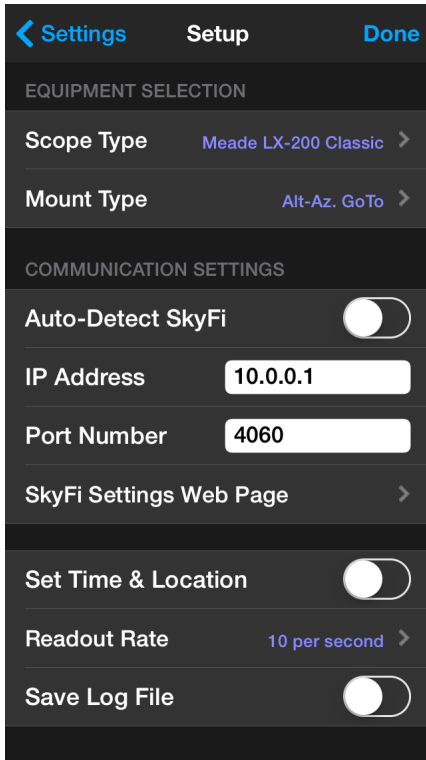 Settings Setup Done
EQUIPMENT SELECTION
Scope Type Meade LX-200 Classic
Mount Type Alt-Az. GoTo
COMMUNICATION SETTINGS
Auto-Detect SkyFi
IP Address 10.0.0.1
Port Number 4060
SkyFi Settings Web Page
Set Time & Location
Readout Rate 10 per second
Save Log File